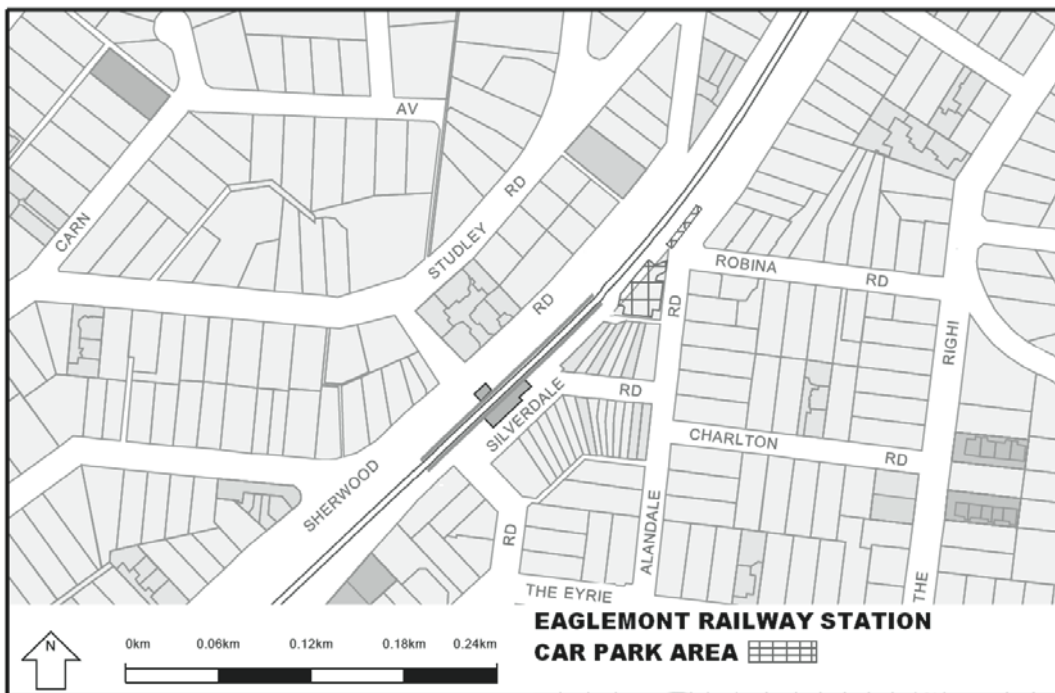 AV
CARN
STUDLEY
RD
RD
ROBINA
RD
RD
RIGHI
SILVERDALE
RD
CHARLTON
RD
SHERWOOD
ALANDALE
RD
THE EYRIE
THE
EAGLEMONT RAILWAY STATION
CAR PARK AREA
N
0km 0.06km 0.12km 0.18km 0.24km